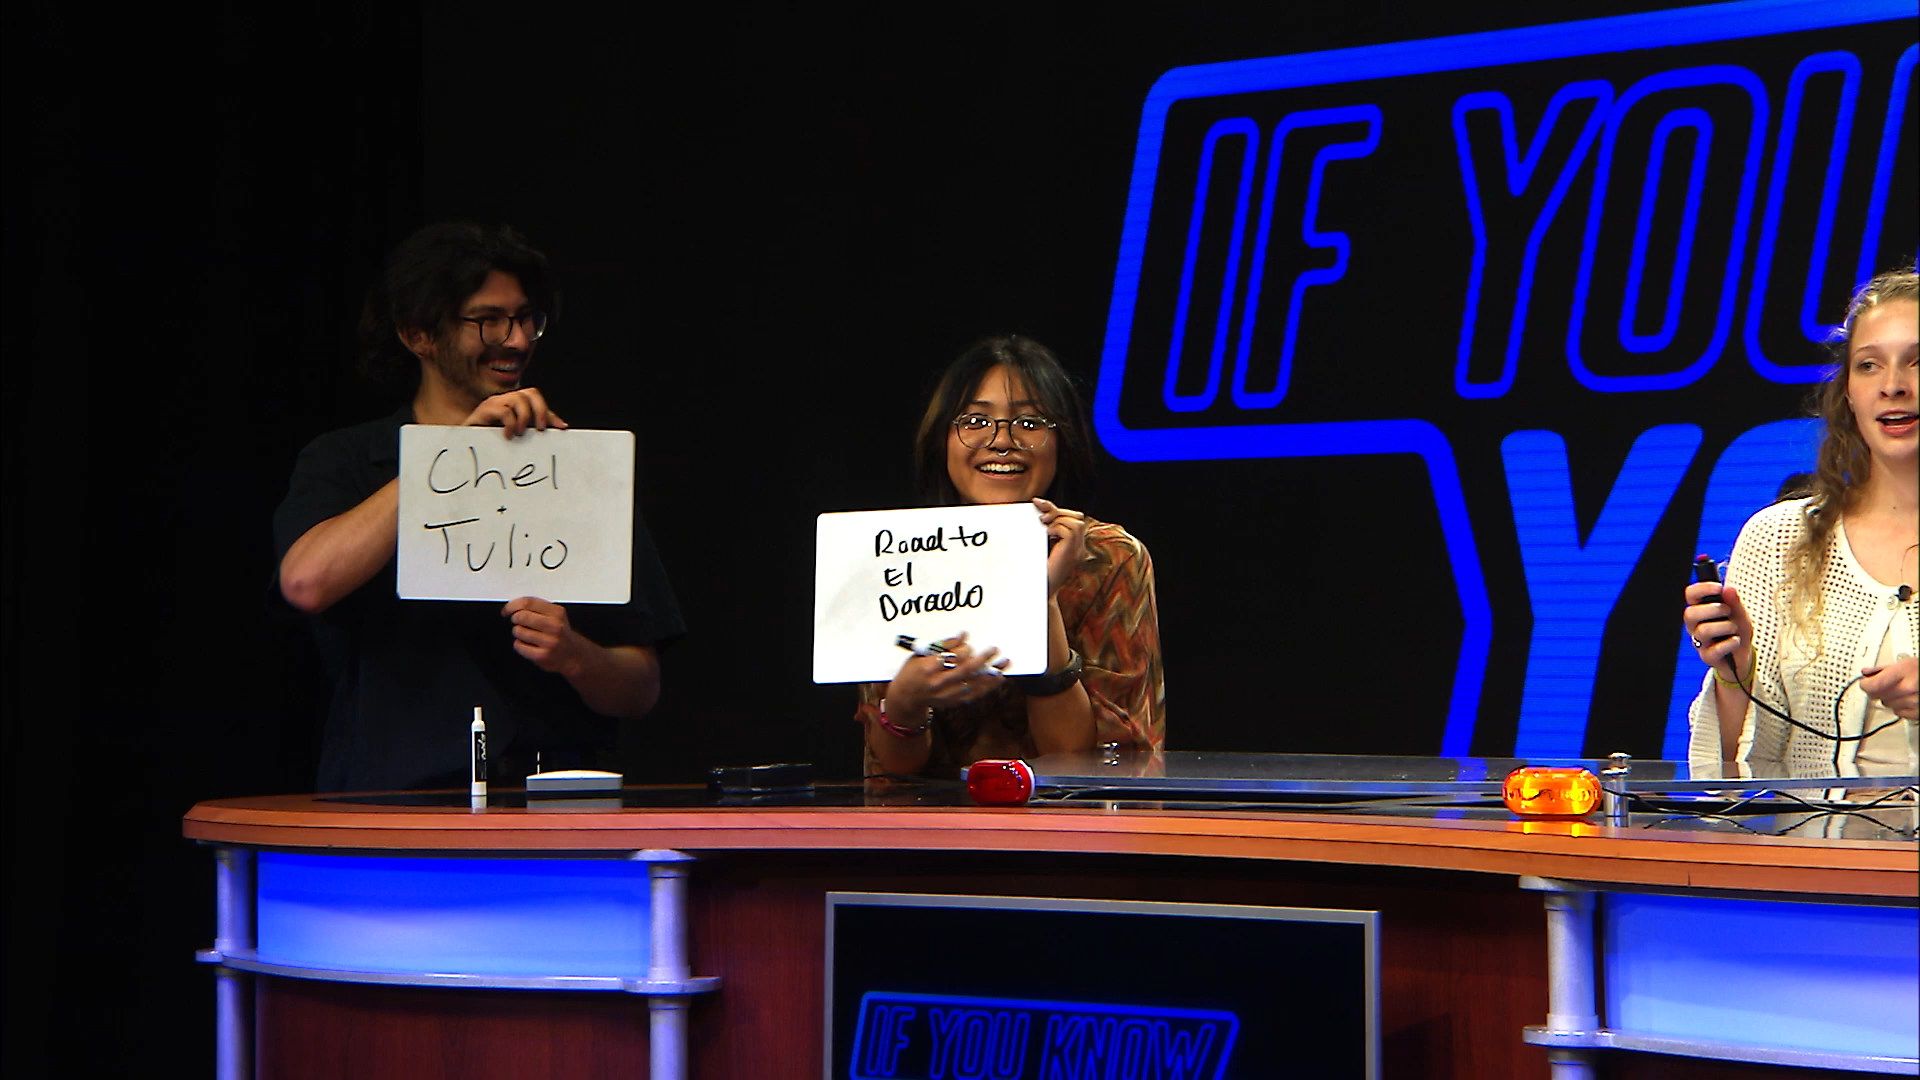 Chel
+
Tulio
Road to
El
Dorado
IF YOU
IF YOU KNOW